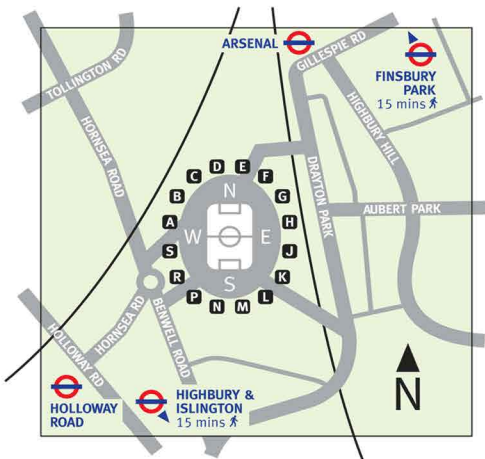 ARSENAL
GILLESPIE RD
FINSBURY
PARK
15 mins
TOLLINGTON RD
HORNSEA ROAD
HIGHBURY HILL
DRAYTON PARK
AUBERT PARK
D
E
C
F
B
G
A
H
S
J
R
K
P
L
N
M
N
W
E
S
HORNSEA RD
BENWELL ROAD
HOLLOWAY RD
HOLLOWAY
ROAD
HIGHBURY &
ISLINGTON
15 mins
N